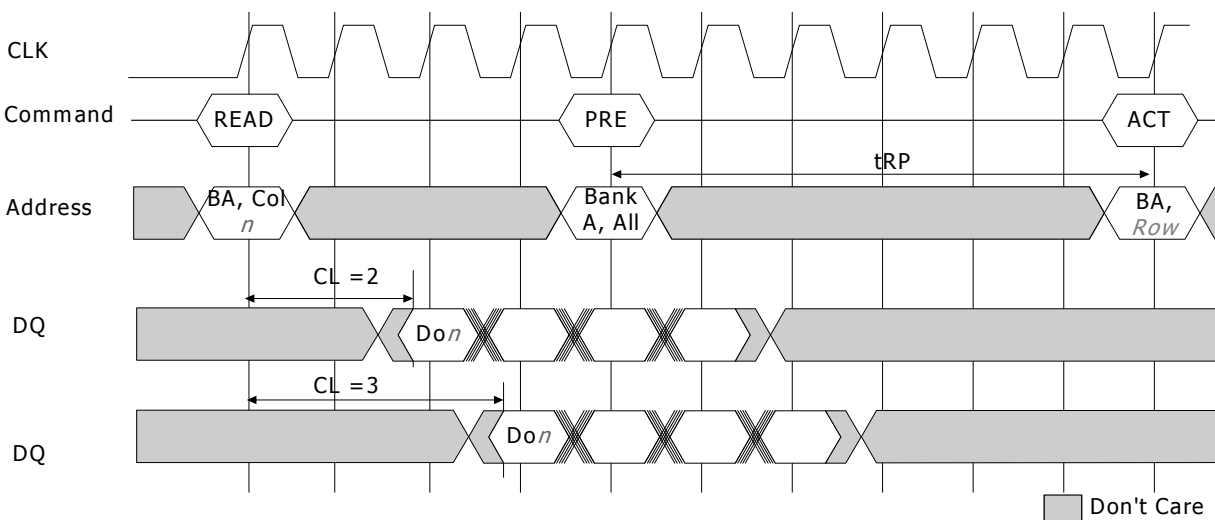 CLK
Command
READ
PRE
ACT
tRP
Address
BA, Col
n
Bank
A, All
BA,
Row
CL =2
DQ
Don
CL =3
DQ
Don
Don't Care